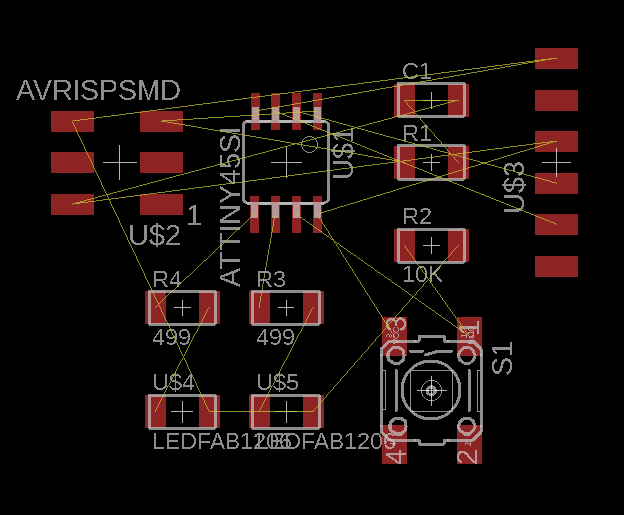 C1
AVRISPSMD
R1
ATTINY45SI
U$1
U$3
1
U$2
R2
10K
R4
R3
499
499
3
1
S1
U$4
U$5
LEDFAB1206
LEDFAB1206
4
2